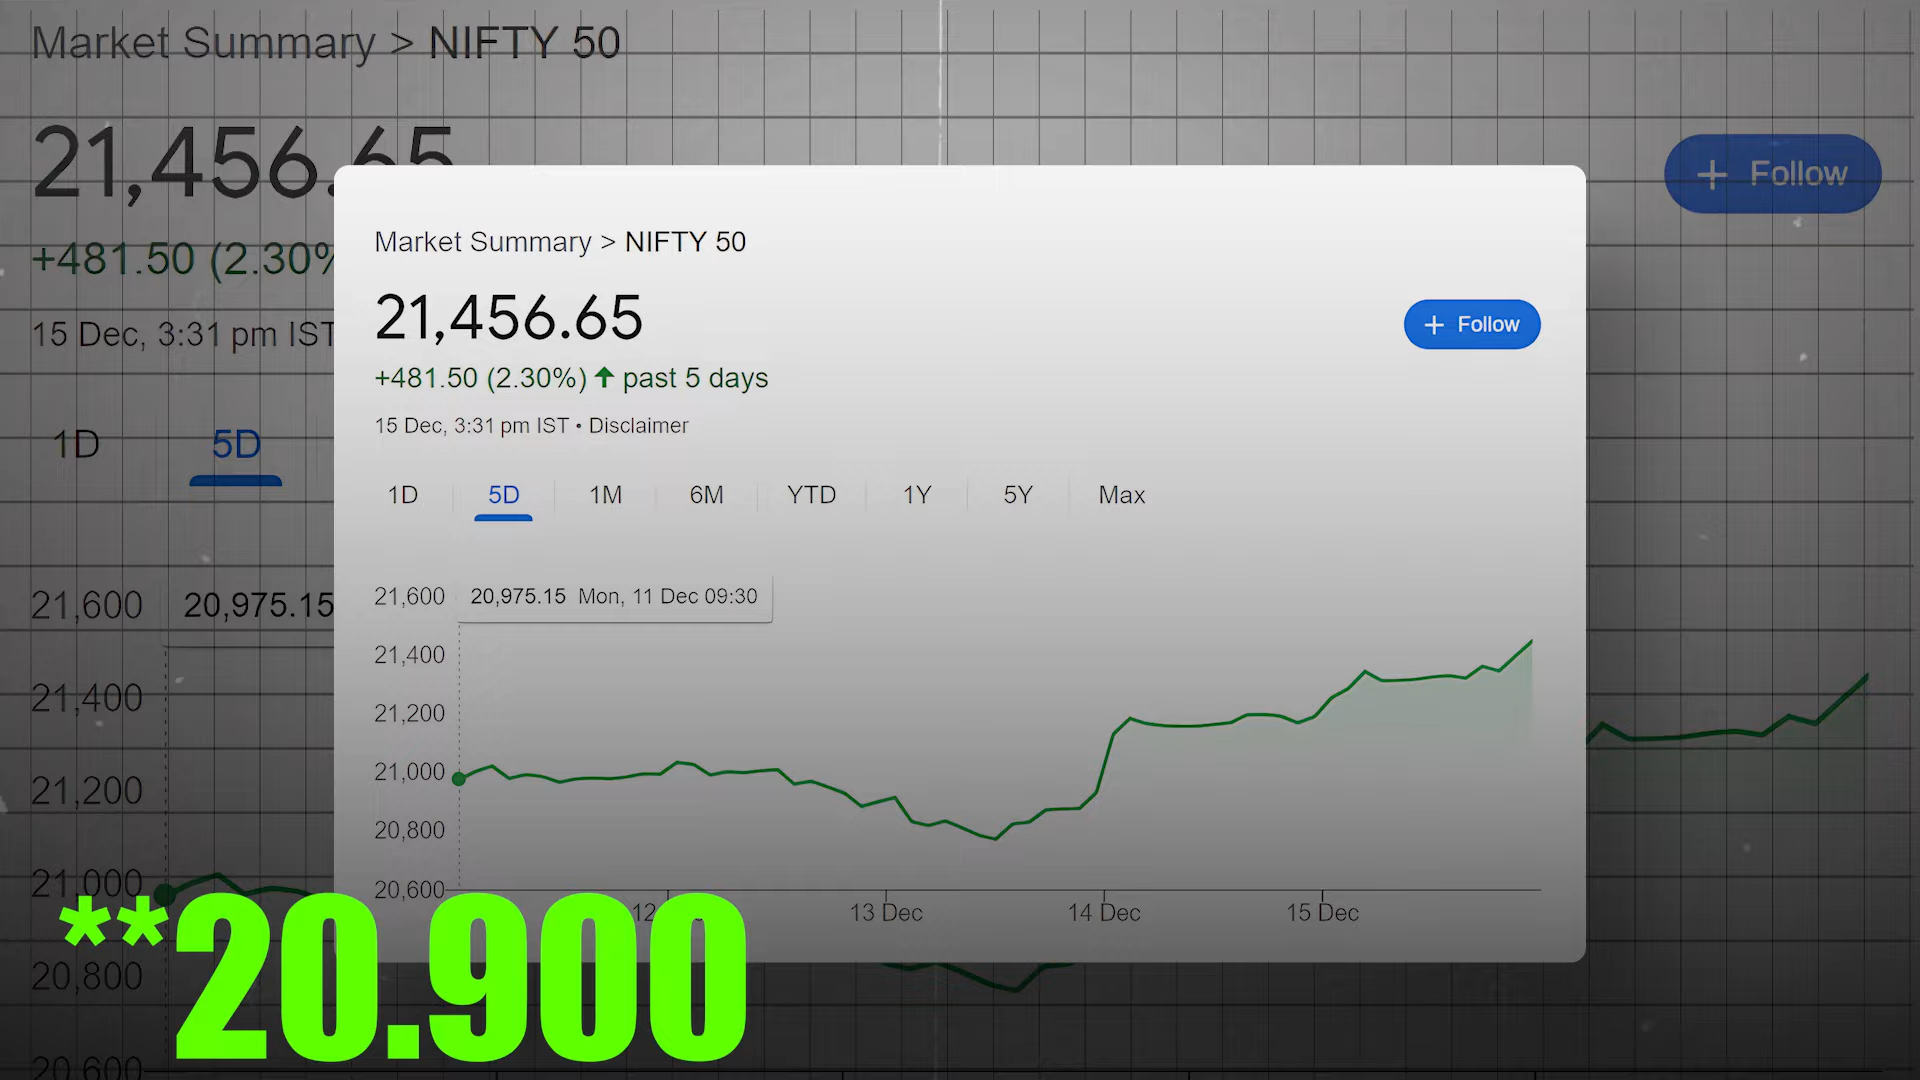 Market Summary > NIFTY 50
21,456.65
+ Follow
+481.50 (2.30%
15 Dec, 3:31 pm IST
1D 5D
21,600 20,975.15
21,400
21,200
21,000
20,800
20,600
Market Summary > NIFTY 50
21,456.65
+ Follow
+481.50 (2.30%) ↑ past 5 days
15 Dec, 3:31 pm IST • Disclaimer
1D 5D 1M 6M YTD 1Y 5Y Max
21,600 20,975.15 Mon, 11 Dec 09:30
21,400
21,200
21,000
20,800
20,600
12 13 Dec 14 Dec 15 Dec
**20.900